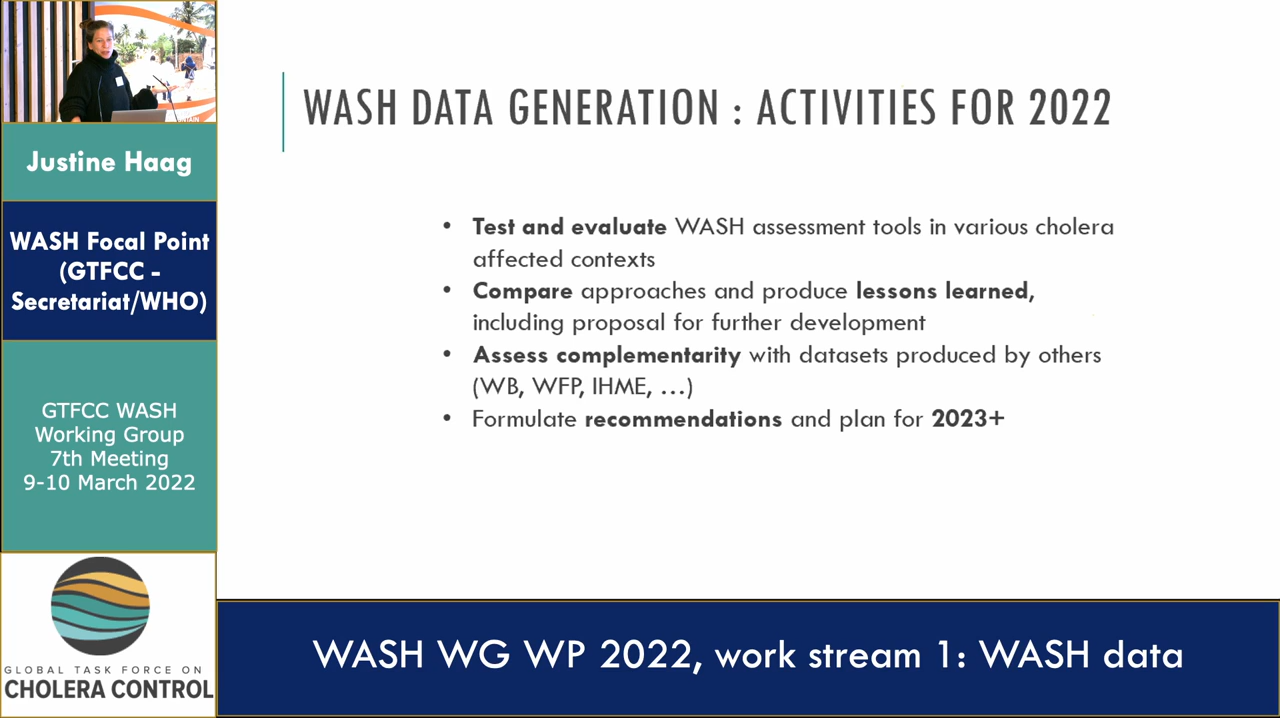 Justine Haag
WASH Focal Point
(GTFCC -
Secretariat/WHO)
GTFCC WASH
Working Group
7th Meeting
9-10 March 2022
GLOBAL TASK FORCE ON
CHOLERA CONTROL
WASH DATA GENERATION : ACTIVITIES FOR 2022
• Test and evaluate WASH assessment tools in various cholera
affected contexts
• Compare approaches and produce lessons learned,
including proposal for further development
• Assess complementarity with datasets produced by others
(WB, WFP, IHME, …)
• Formulate recommendations and plan for 2023+
WASH WG WP 2022, work stream 1: WASH data